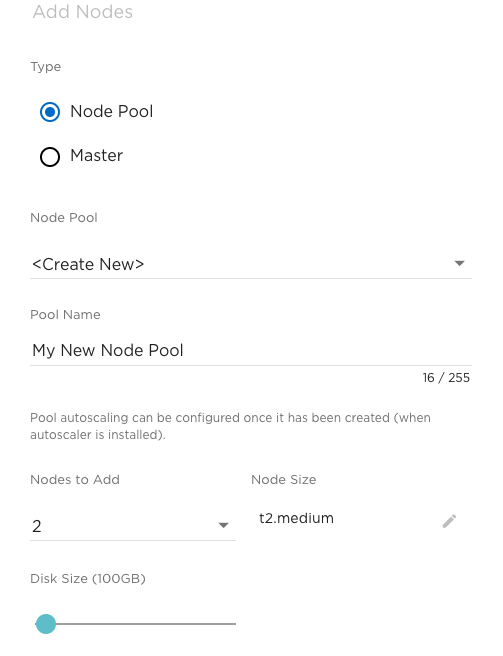 Add Nodes
Type
Node Pool
Master
Node Pool
<Create New>
Pool Name
My New Node Pool
16 / 255
Pool autoscaling can be configured once it has been created (when
autoscaler is installed).
Nodes to Add
Node Size
2
t2.medium
Disk Size (100GB)